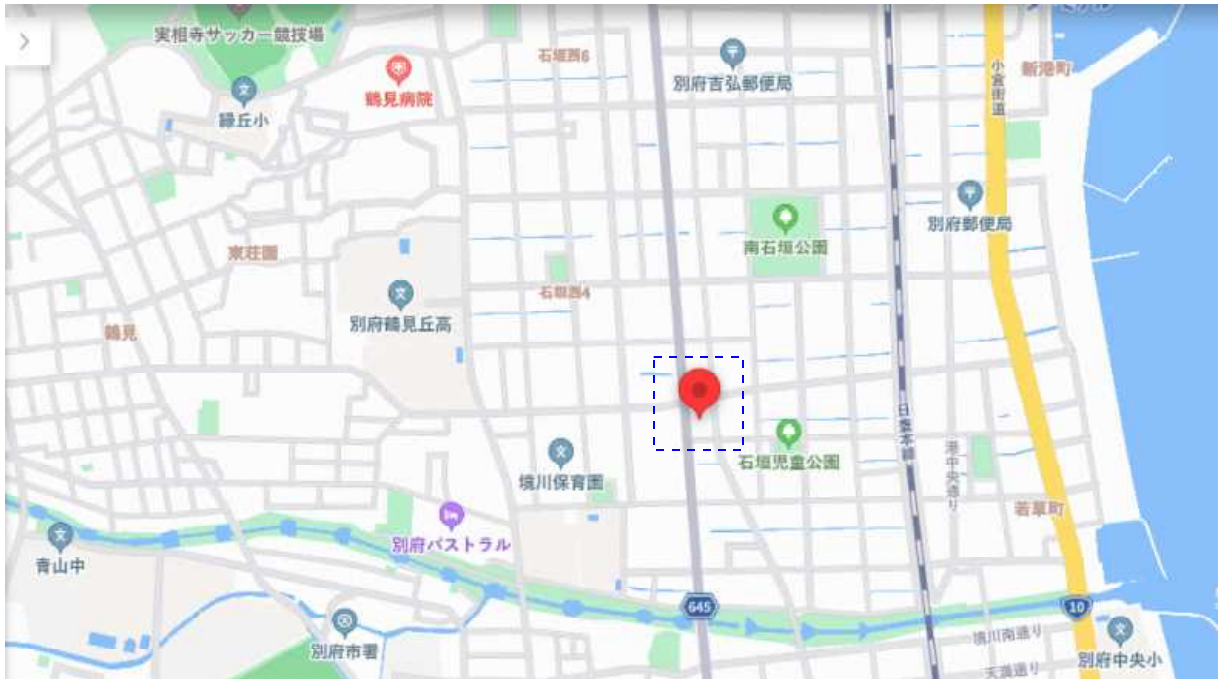 実相寺サッカー競技場
石垣西6
別府吉弘郵便局
小倉街道
新港町
鶴見病院
緑丘小
別府郵便局
南石垣公園
東荘園
石垣西4
別府鶴見丘高
鶴見
日豊本線
石垣児童公園
港中央通り
境川保育園
若草町
別府パストラル
青山中
645
10
境川南通り
別府市署
別府中央小
天満通り